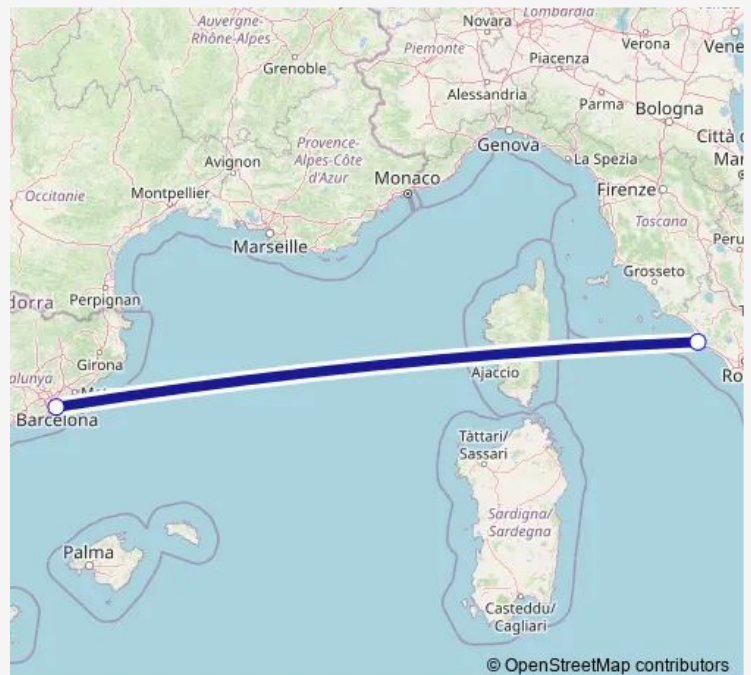 Auvergne-
Rhône-Alpes
Novara
Lombardia
Verona
Vene
Grenoble
Piemonte
Piacenza
Alessandria
Parma
Bologna
Genova
Città d
Mar
Provence-
Alpes-Côte
d'Azur
Avignon
La Spezia
Occitanie
Montpellier
Monaco
Firenze
Toscana
Marseille
Peru
Grosseto
dorra
Perpignan
Girona
alunya
Ajaccio
Ro
Barcelona
Tàttari/
Sassari
Sardigna/
Sardegna
Palma
Casteddu/
Cagliari
© OpenStreetMap contributors